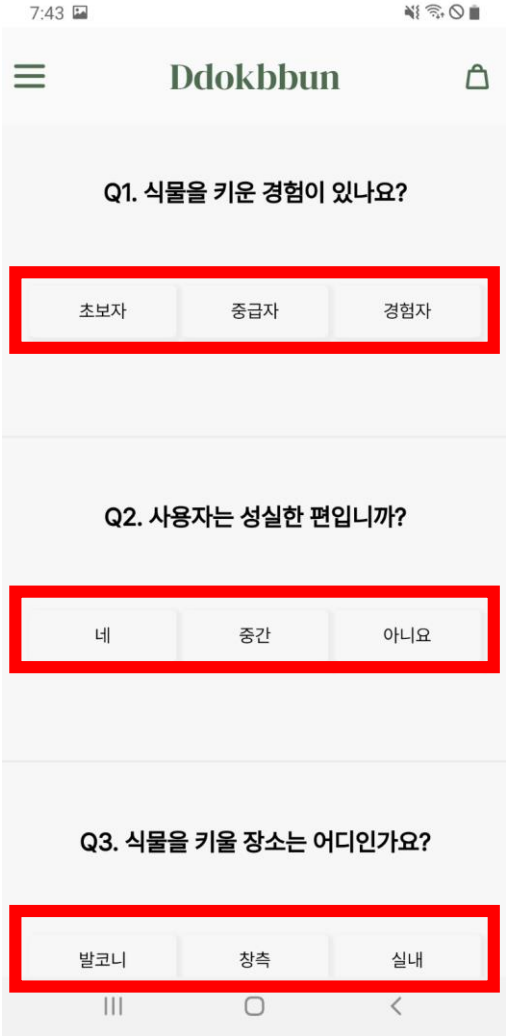 7:43
Ddokbbun
Q1. 식물을 키운 경험이 있나요?
초보자 중급자 경험자
Q2. 사용자는 성실한 편입니까?
네 중간 아니요
Q3. 식물을 키울 장소는 어디인가요?
발코니 창측 실내